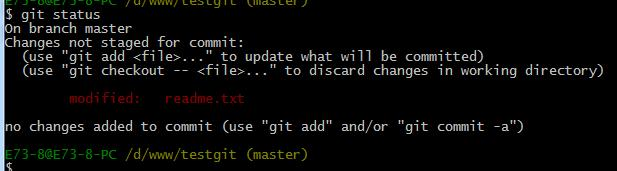 E73-8@E73-8-PC /d/www/testgit (master)
$ git status
On branch master
Changes not staged for commit:
  (use "git add <file>..." to update what will be committed)
  (use "git checkout -- <file>..." to discard changes in working directory)
        modified:   readme.txt
no changes added to commit (use "git add" and/or "git commit -a")
E73-8@E73-8-PC /d/www/testgit (master)
$